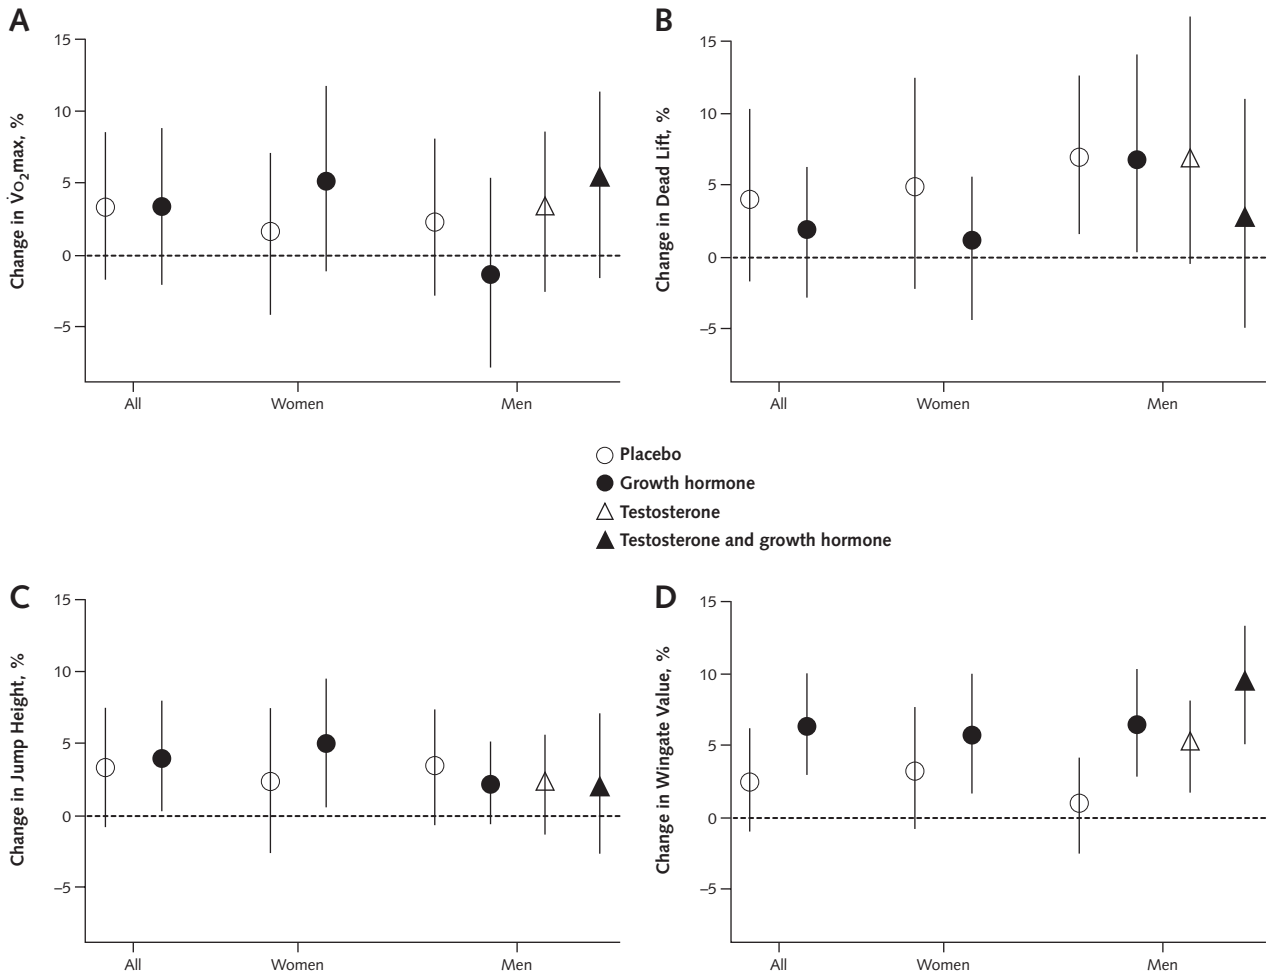 A
Change in V̇O₂max, %
15
10
5
0
–5
All
Women
Men
B
Change in Dead Lift, %
15
10
5
0
–5
All
Women
Men
Placebo
Growth hormone
Testosterone
Testosterone and growth hormone
C
Change in Jump Height, %
15
10
5
0
–5
All
Women
Men
D
Change in Wingate Value, %
15
10
5
0
–5
All
Women
Men